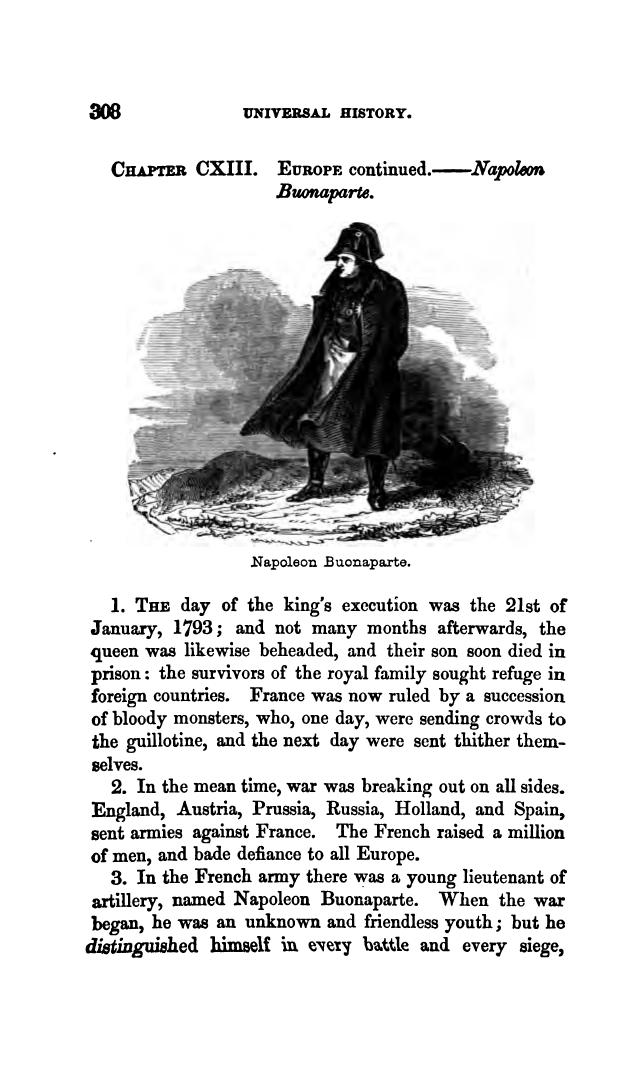 308 UNIVERSAL HISTORY.
CHAPTER CXIII. EUROPE continued.——Napoleon
Buonaparte.
Napoleon Buonaparte.
1. THE day of the king's execution was the 21st of
January, 1793; and not many months afterwards, the
queen was likewise beheaded, and their son soon died in
prison: the survivors of the royal family sought refuge in
foreign countries. France was now ruled by a succession
of bloody monsters, who, one day, were sending crowds to
the guillotine, and the next day were sent thither them-
selves.
2. In the mean time, war was breaking out on all sides.
England, Austria, Prussia, Russia, Holland, and Spain,
sent armies against France. The French raised a million
of men, and bade defiance to all Europe.
3. In the French army there was a young lieutenant of
artillery, named Napoleon Buonaparte. When the war
began, he was an unknown and friendless youth; but he
distinguished himself in every battle and every siege,